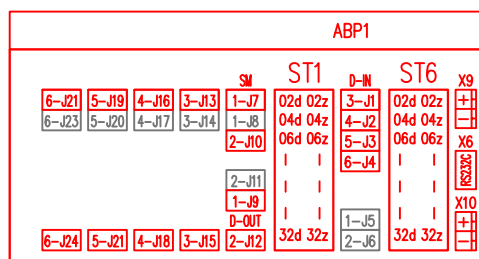 ABP1
SM ST1 D-IN ST6 X9
6-J21 5-J19 4-J16 3-J13 1-J7 02d 02z 3-J1 02d 02z +
6-J23 5-J20 4-J17 3-J14 1-J8 04d 04z 4-J2 04d 04z −
2-J10 06d 06z 5-J3 06d 06z X6
6-J4 RS232C
2-J11
1-J9 X10
D-OUT 1-J5 +
6-J24 5-J21 4-J18 3-J15 2-J12 32d 32z 2-J6 32d 32z −